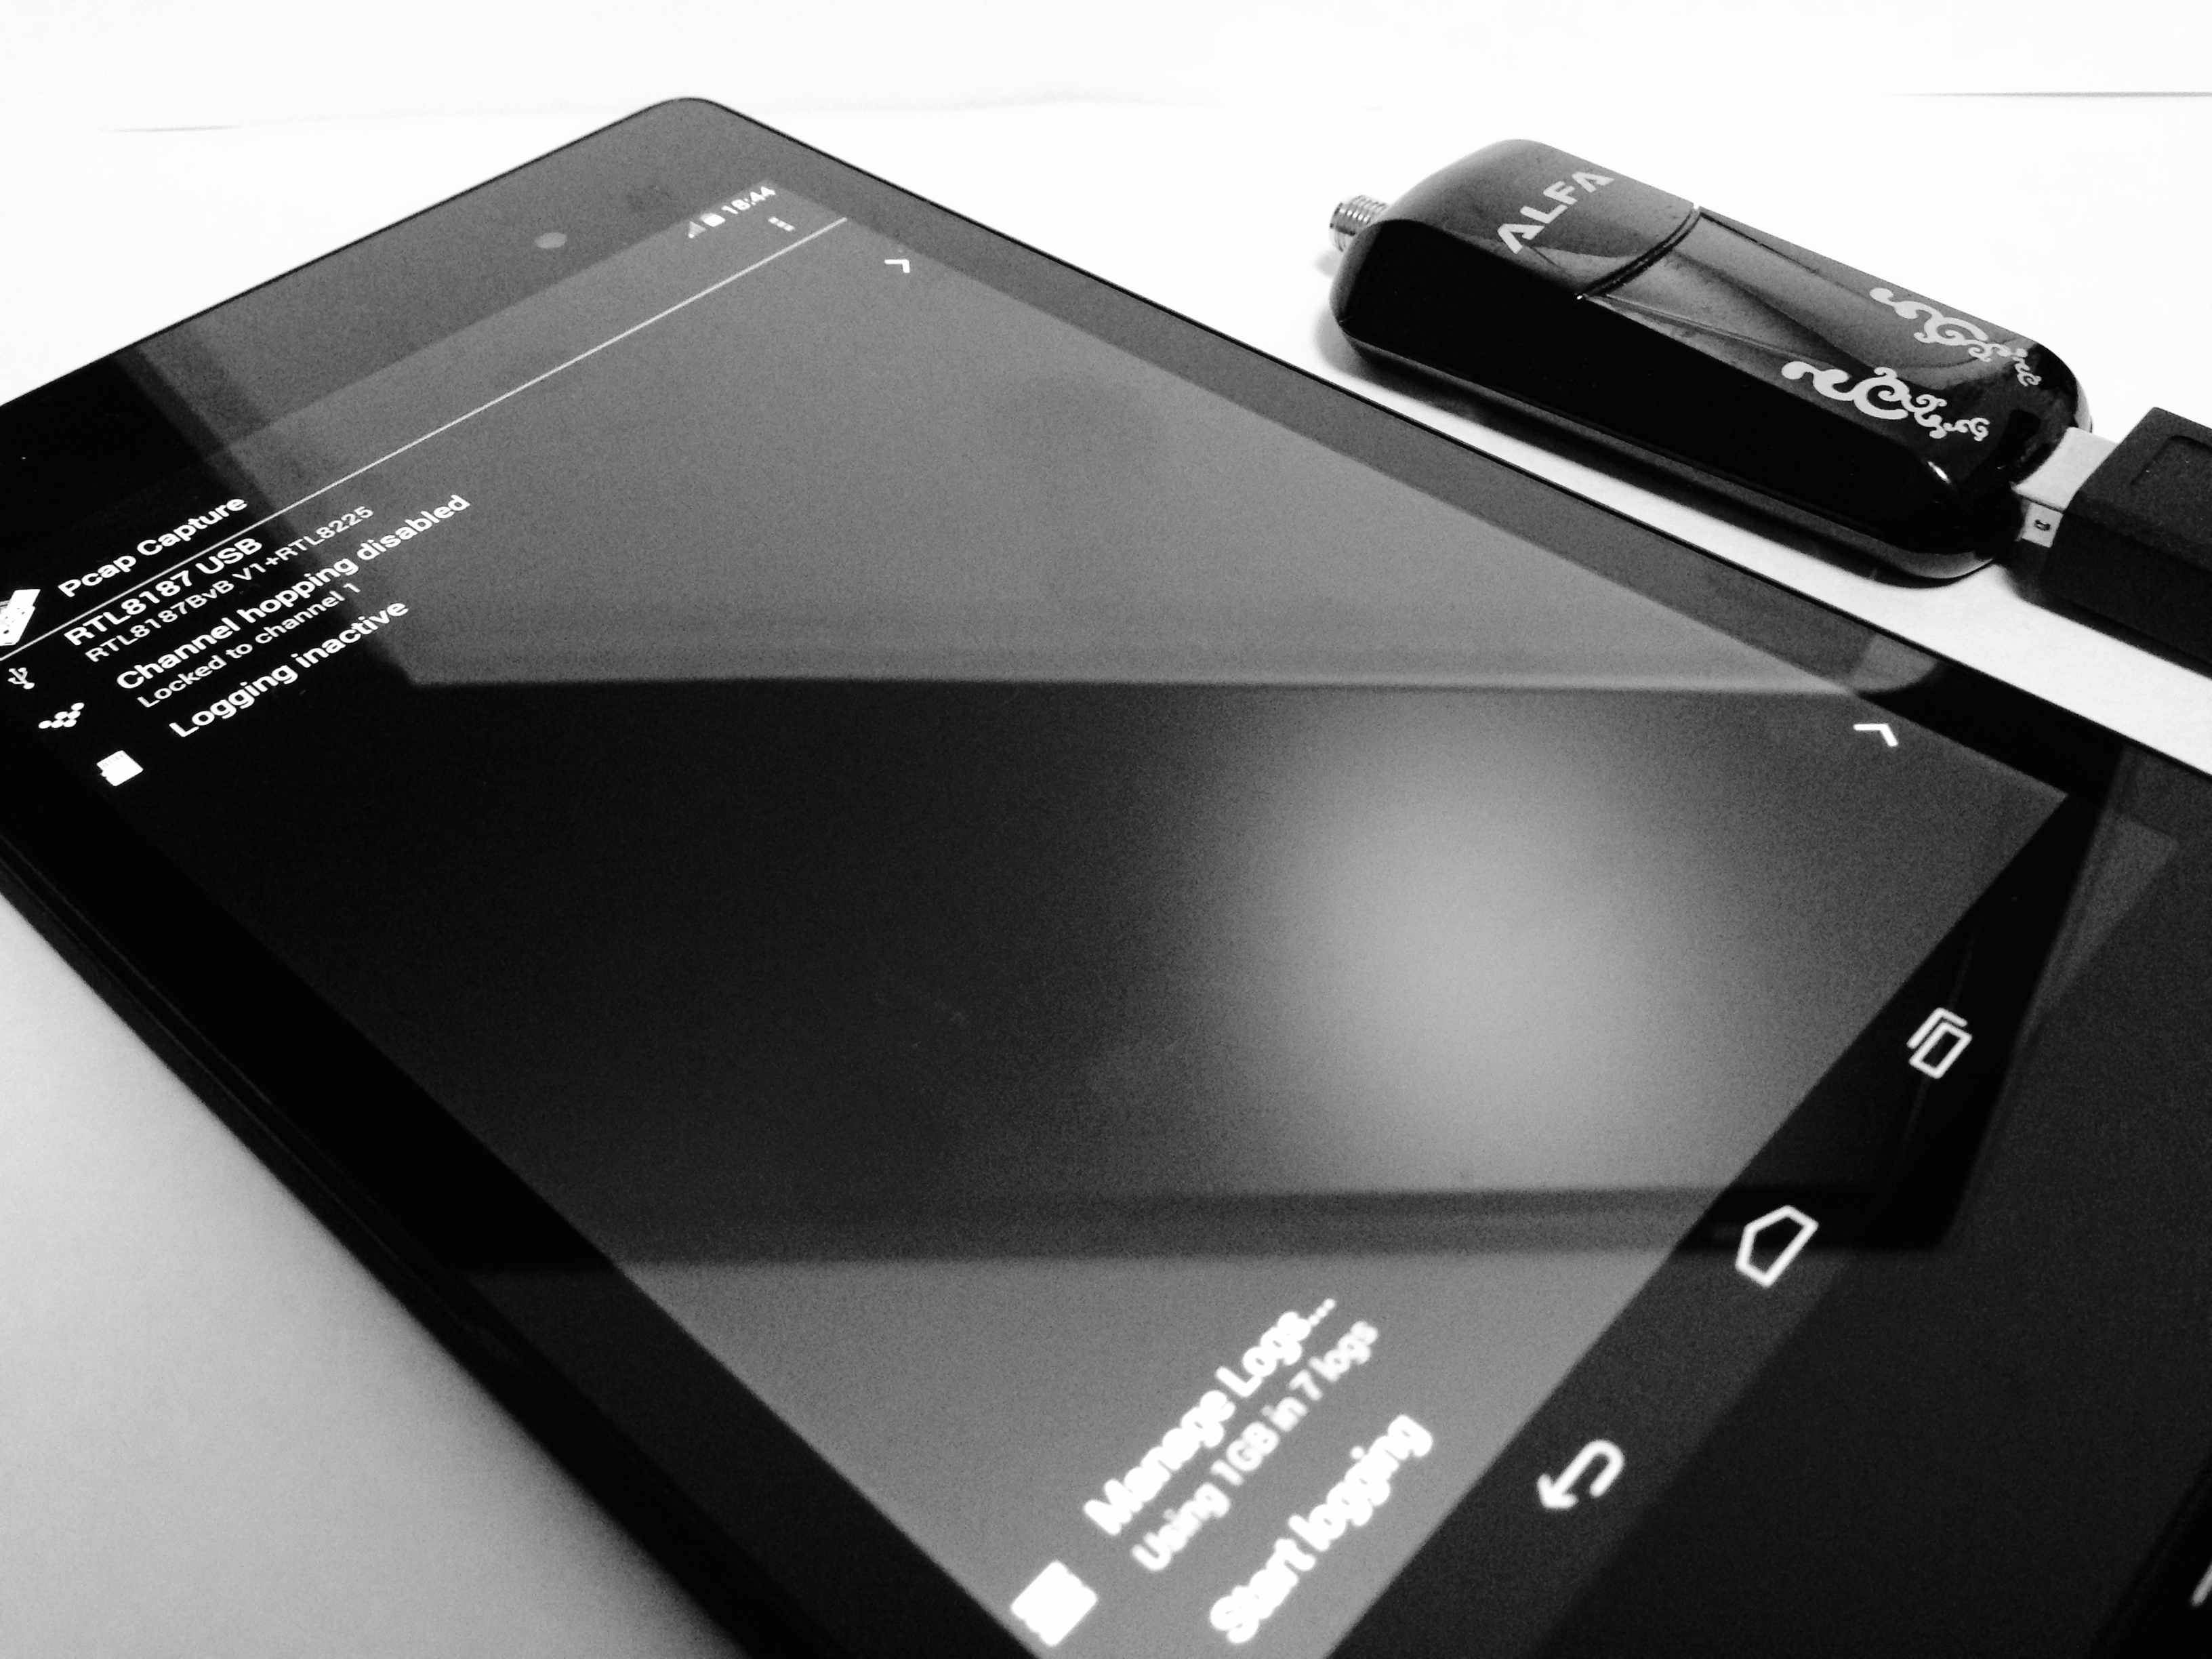 18:44
Pcap Capture
RTL8187 USB
RTL8187BvB V1+RTL8225
Channel hopping disabled
Locked to channel 1
Logging inactive
Manage Logs...
Using 1GB in 7 logs
Start logging
ALFA